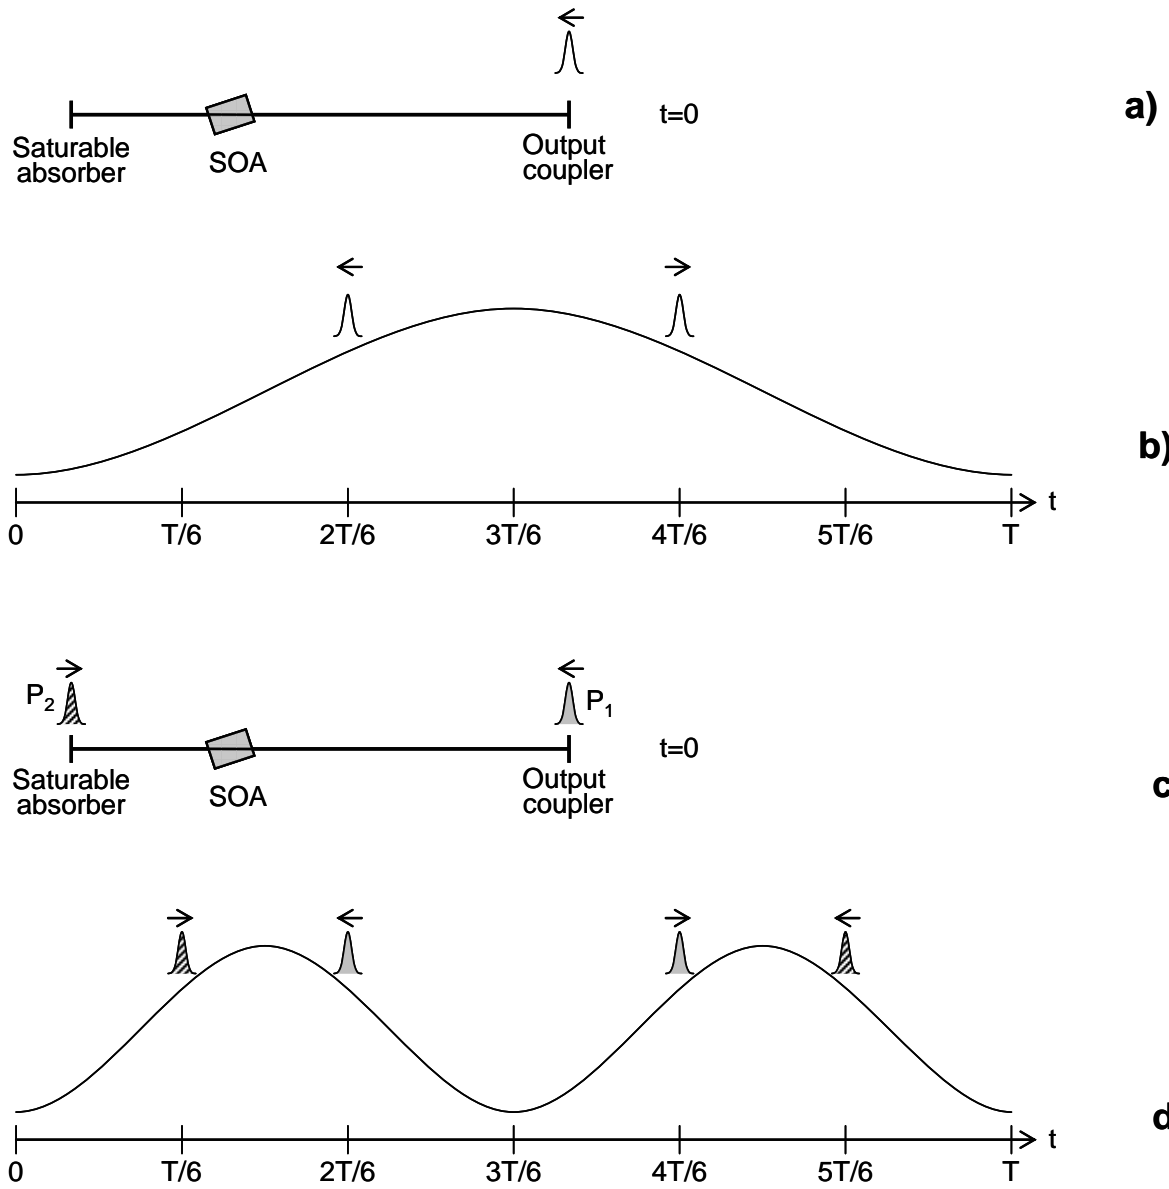 t=0
a)
Saturable
absorber
SOA
Output
coupler
b)
t
0
T/6
2T/6
3T/6
4T/6
5T/6
T
P2
P1
t=0
Saturable
absorber
SOA
Output
coupler
c
d
t
0
T/6
2T/6
3T/6
4T/6
5T/6
T